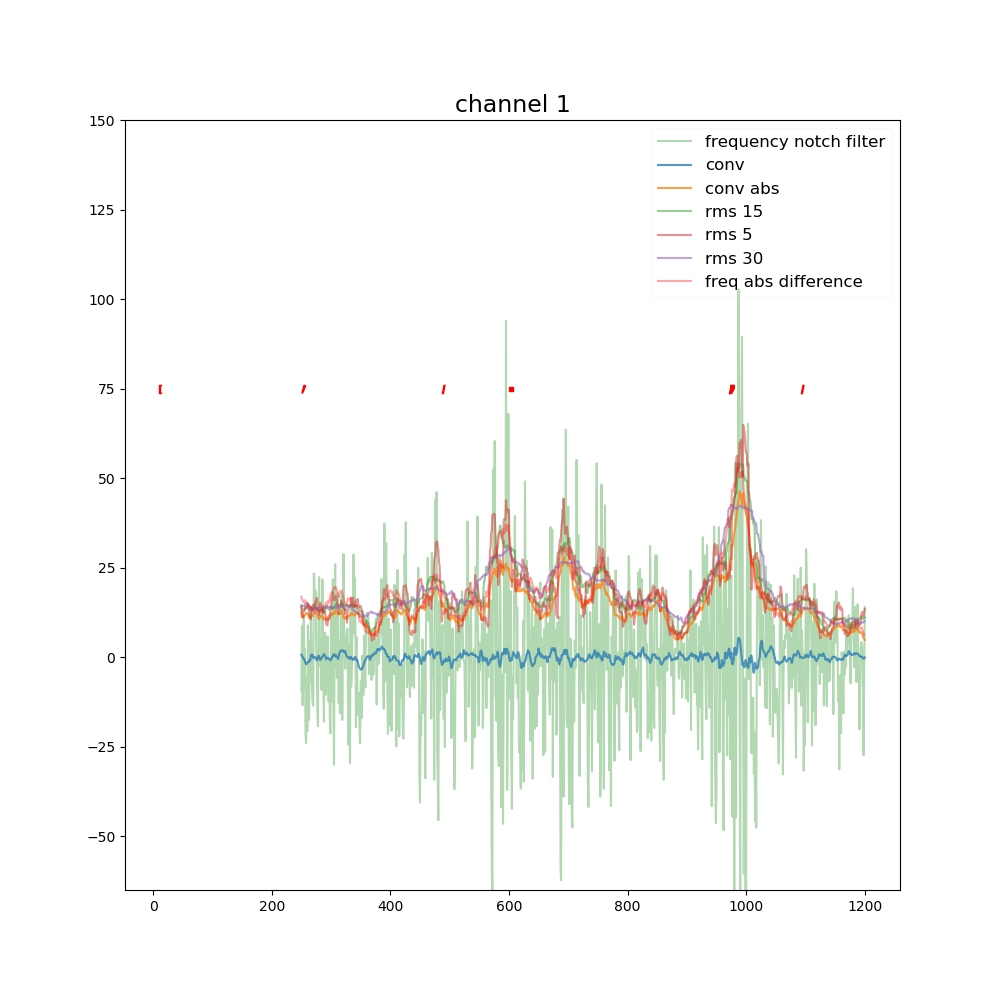 channel 1
150
125
100
75
50
25
0
−25
−50
frequency notch filter
conv
conv abs
rms 15
rms 5
rms 30
freq abs difference
0 200 400 600 800 1000 1200